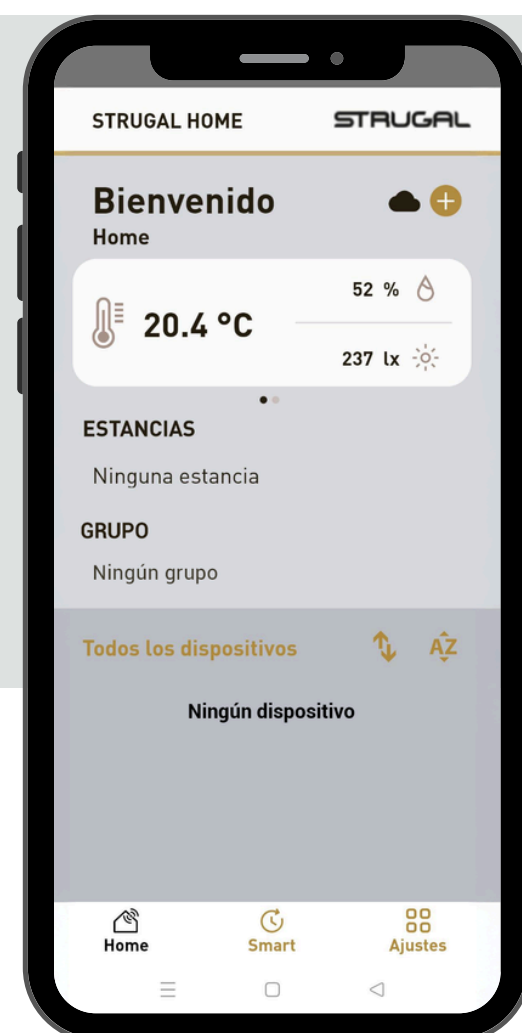 STRUGAL HOME STRUGAL
Bienvenido
Home
52 %
20.4 °C
237 lx
ESTANCIAS
Ninguna estancia
GRUPO
Ningún grupo
Todos los dispositivos AZ
Ningún dispositivo
Home Smart Ajustes